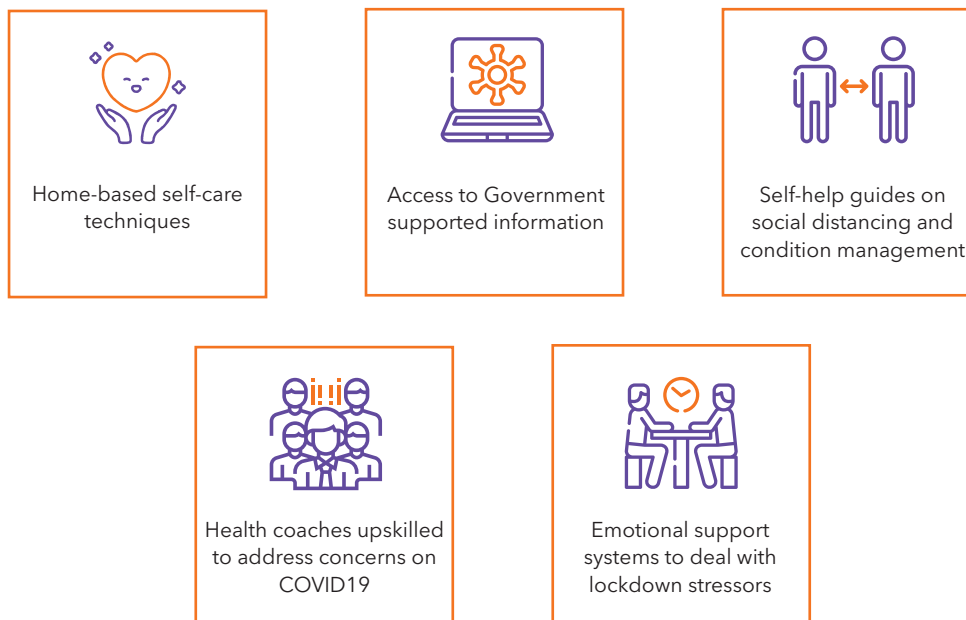 Home-based self-care
techniques
Access to Government
supported information
Self-help guides on
social distancing and
condition management
Health coaches upskilled
to address concerns on
COVID19
Emotional support
systems to deal with
lockdown stressors